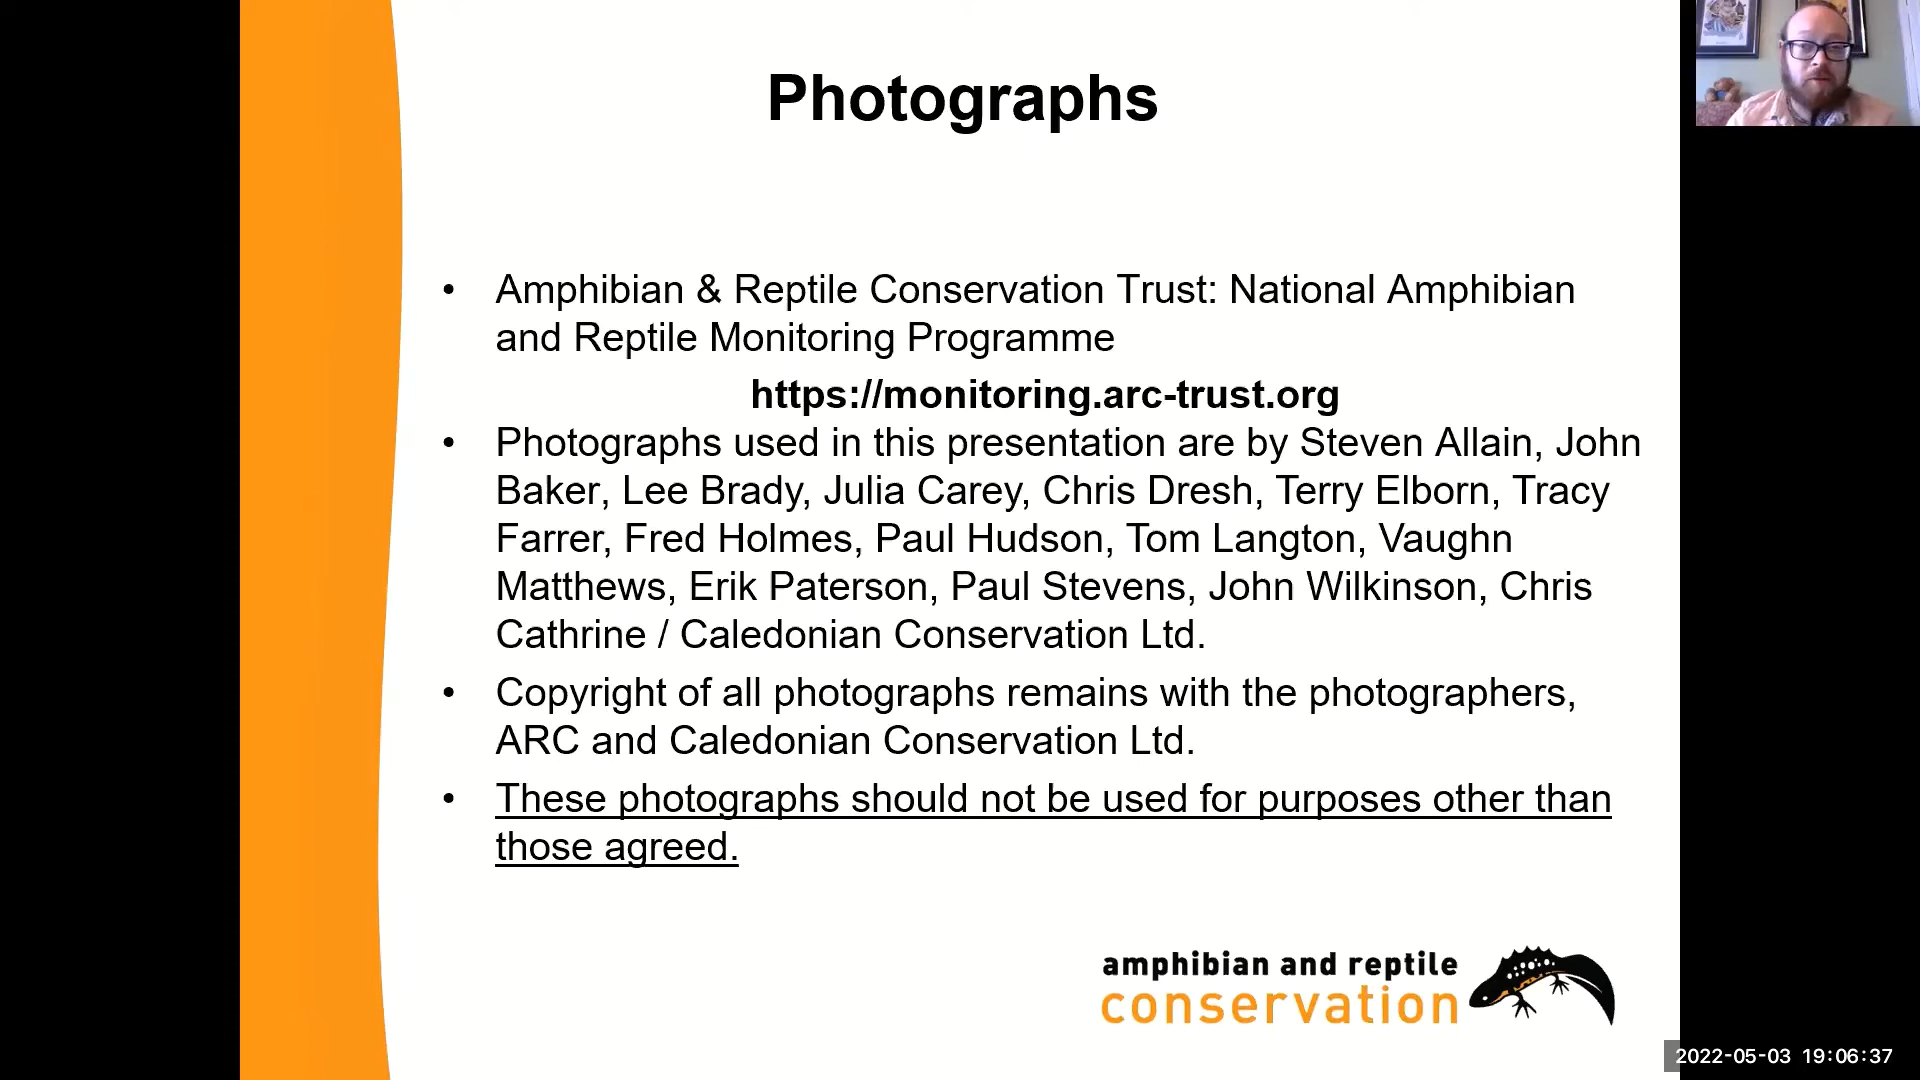 Photographs
• Amphibian & Reptile Conservation Trust: National Amphibian
and Reptile Monitoring Programme
https://monitoring.arc-trust.org
• Photographs used in this presentation are by Steven Allain, John
Baker, Lee Brady, Julia Carey, Chris Dresh, Terry Elborn, Tracy
Farrer, Fred Holmes, Paul Hudson, Tom Langton, Vaughn
Matthews, Erik Paterson, Paul Stevens, John Wilkinson, Chris
Cathrine / Caledonian Conservation Ltd.
• Copyright of all photographs remains with the photographers,
ARC and Caledonian Conservation Ltd.
• These photographs should not be used for purposes other than
those agreed.
amphibian and reptile
conservation
2022-05-03 19:06:37